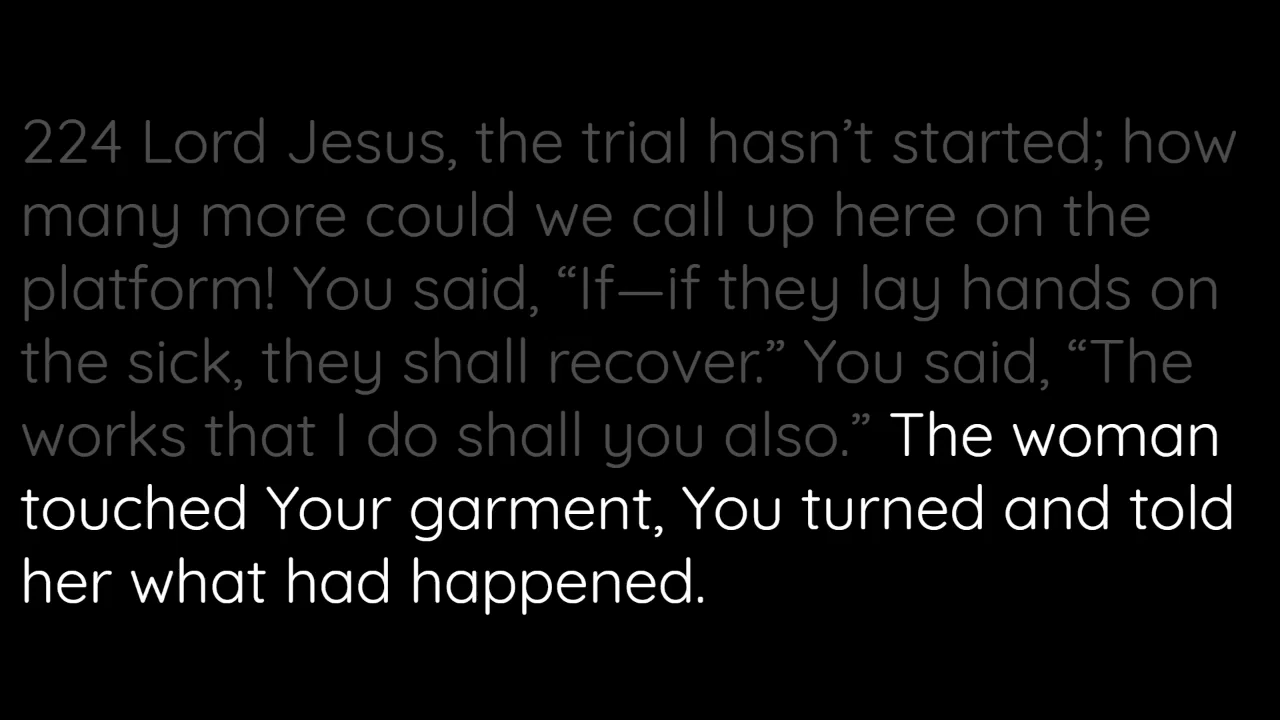 224 Lord Jesus, the trial hasn’t started; how
many more could we call up here on the
platform! You said, “If—if they lay hands on
the sick, they shall recover.” You said, “The
works that I do shall you also.” The woman
touched Your garment, You turned and told
her what had happened.